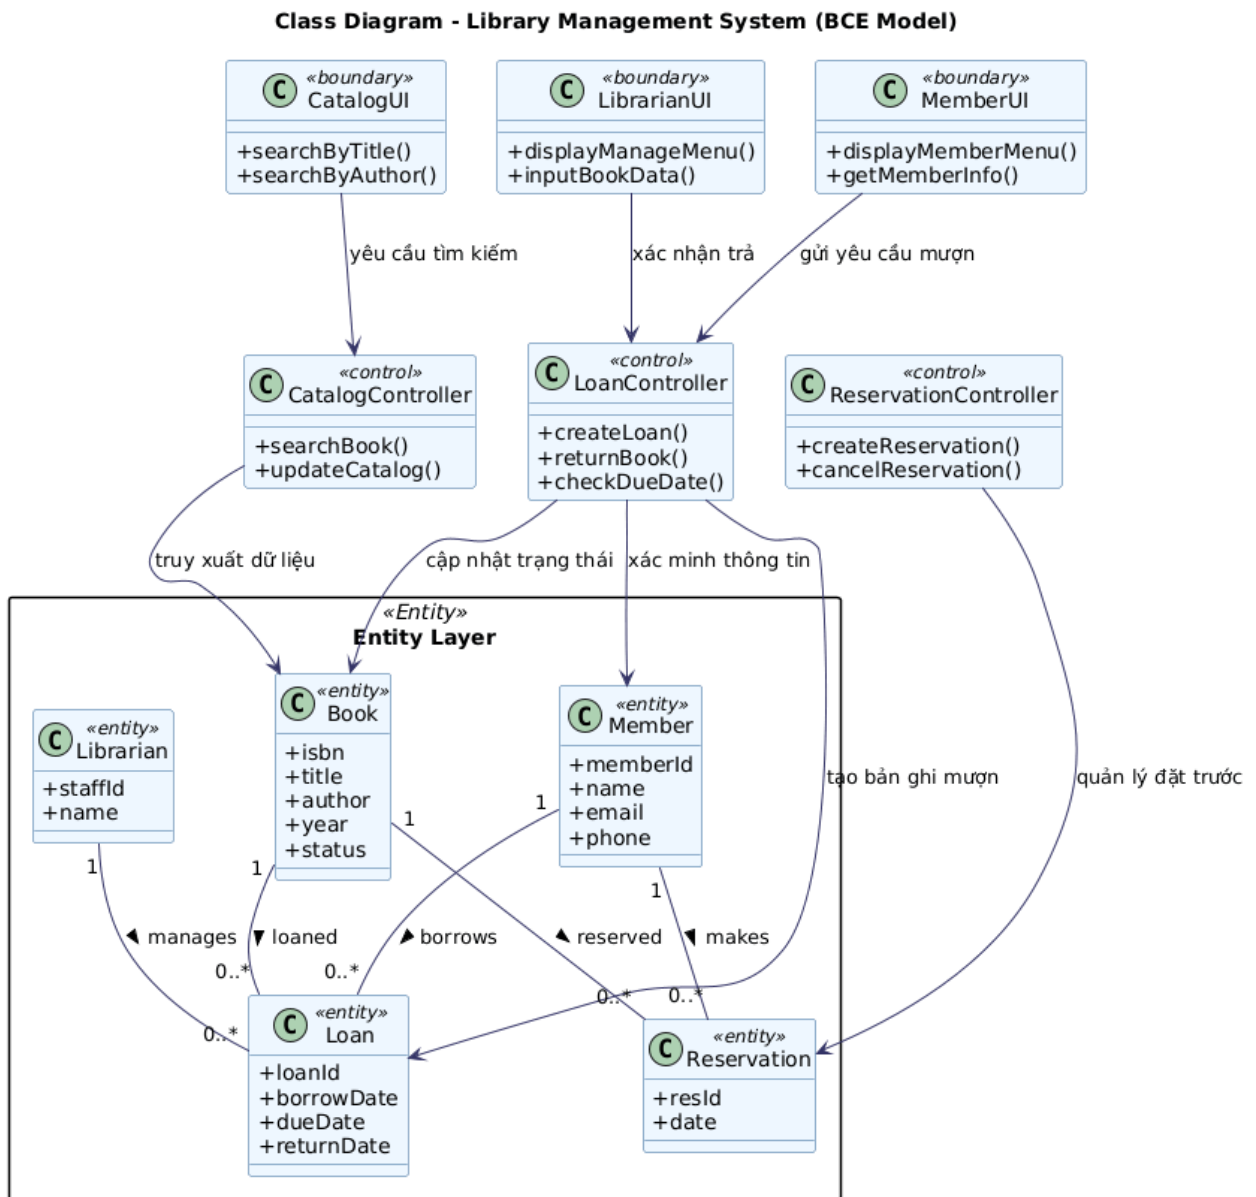 Class Diagram - Library Management System (BCE Model)
«boundary»
CatalogUI
+searchByTitle()
+searchByAuthor()
«boundary»
LibrarianUI
+displayManageMenu()
+inputBookData()
«boundary»
MemberUI
+displayMemberMenu()
+getMemberInfo()
yêu cầu tìm kiếm
xác nhận trả
gửi yêu cầu mượn
«control»
CatalogController
+searchBook()
+updateCatalog()
«control»
LoanController
+createLoan()
+returnBook()
+checkDueDate()
«control»
ReservationController
+createReservation()
+cancelReservation()
truy xuất dữ liệu
cập nhật trạng thái
xác minh thông tin
«Entity»
Entity Layer
«entity»
Librarian
+staffId
+name
«entity»
Book
+isbn
+title
+author
+year
+status
«entity»
Member
+memberId
+name
+email
+phone
tạo bản ghi mượn
quản lý đặt trước
1
1
1
1
1
manages
loaned
borrows
reserved
makes
0..*
0..*
0..*
0..*
0..*
«entity»
Loan
+loanId
+borrowDate
+dueDate
+returnDate
«entity»
Reservation
+resId
+date
C
C
C
C
C
C
C
C
C
C
C